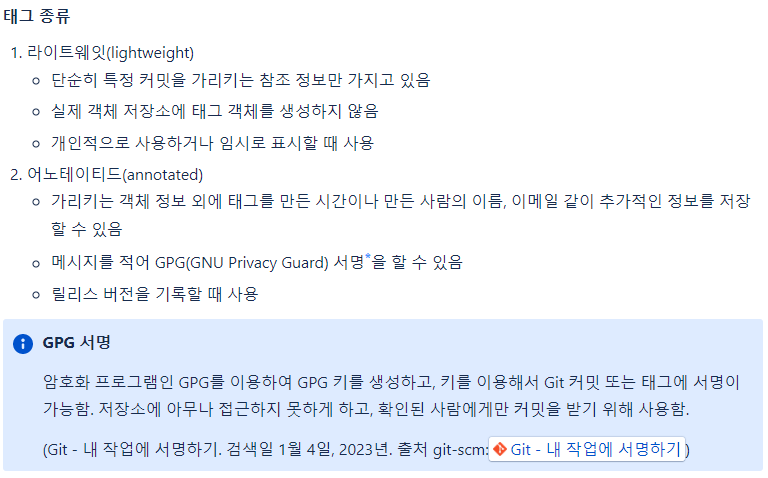 태그 종류
1. 라이트웨잇(lightweight)
단순히 특정 커밋을 가리키는 참조 정보만 가지고 있음
실제 객체 저장소에 태그 객체를 생성하지 않음
개인적으로 사용하거나 임시로 표시할 때 사용
2. 어노테이티드(annotated)
가리키는 객체 정보 외에 태그를 만든 시간이나 만든 사람의 이름, 이메일 같이 추가적인 정보를 저장
할 수 있음
메시지를 적어 GPG(GNU Privacy Guard) 서명*을 할 수 있음
릴리스 버전을 기록할 때 사용
GPG 서명
암호화 프로그램인 GPG를 이용하여 GPG 키를 생성하고, 키를 이용해서 Git 커밋 또는 태그에 서명이
가능함. 저장소에 아무나 접근하지 못하게 하고, 확인된 사람에게만 커밋을 받기 위해 사용함.
(Git - 내 작업에 서명하기. 검색일 1월 4일, 2023년. 출처 git-scm: Git - 내 작업에 서명하기 )